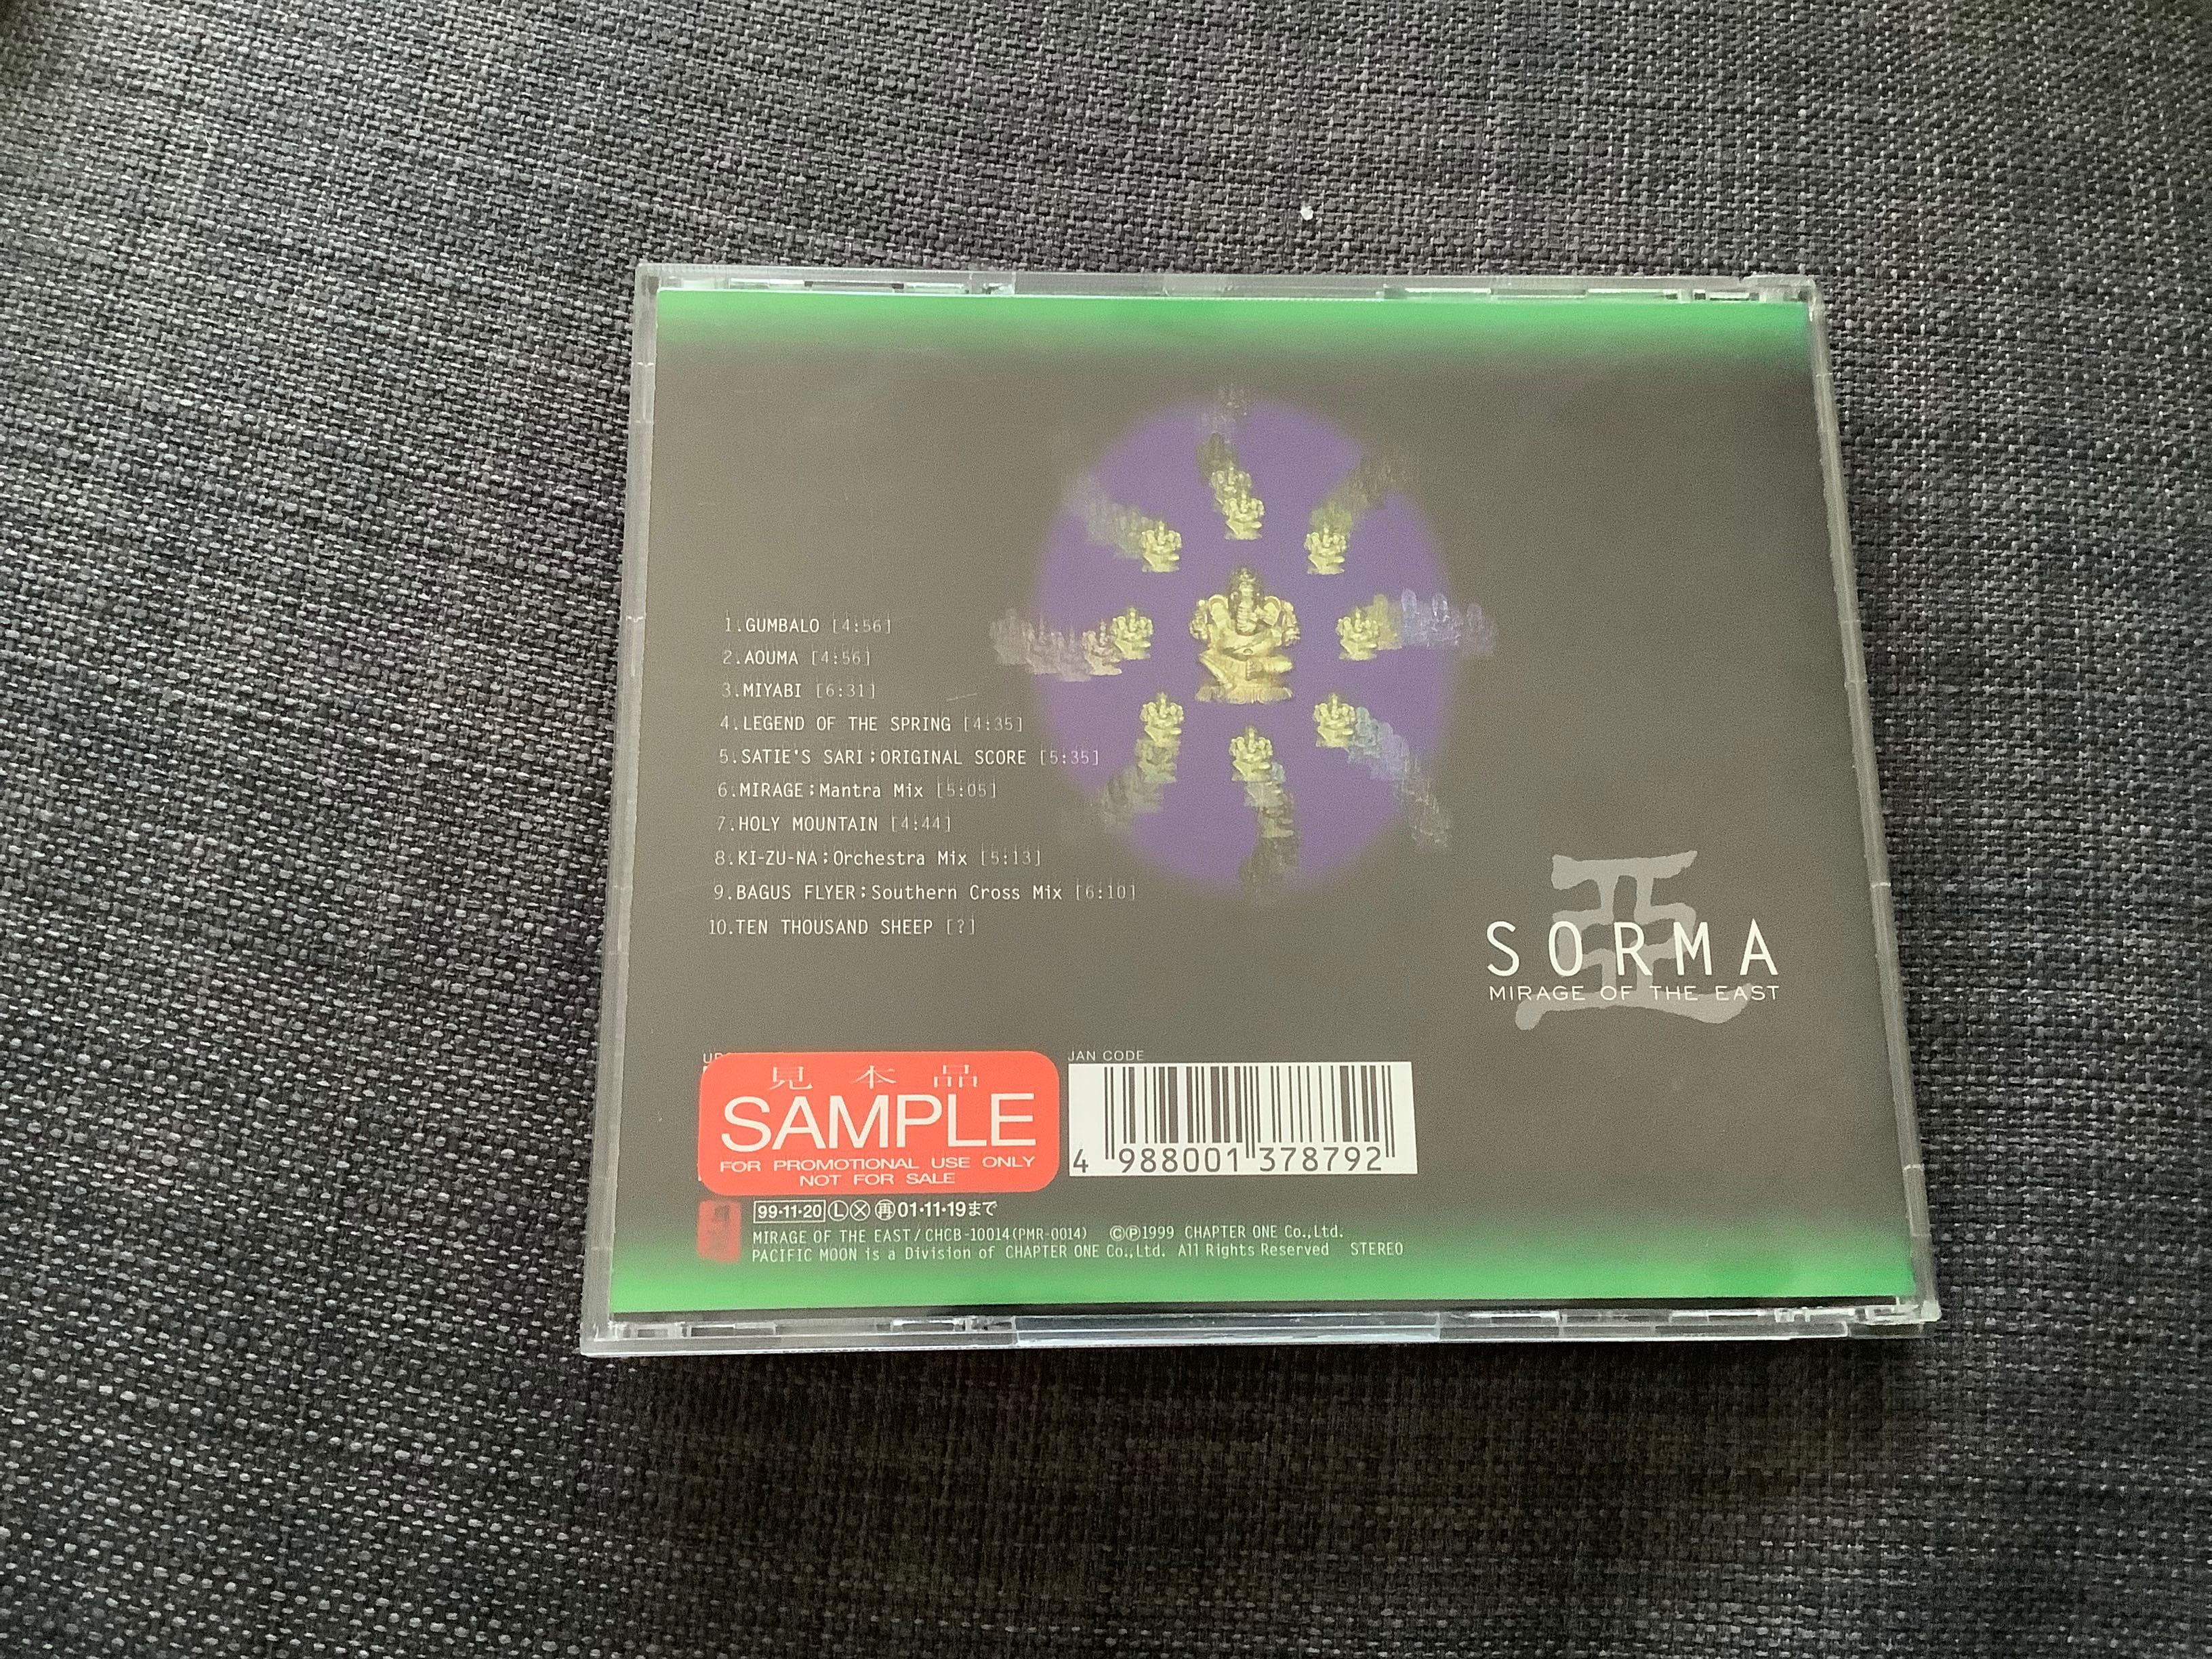 1.GUMBALO [4:56]
2.AOUMA [4:56]
3.MIYABI [6:31]
4.LEGEND OF THE SPRING [4:35]
5.SATIE'S SARI;ORIGINAL SCORE [5:35]
6.MIRAGE;Mantra Mix [5:05]
7.HOLY MOUNTAIN [4:44]
8.KI-ZU-NA;Orchestra Mix [5:13]
9.BAGUS FLYER;Southern Cross Mix [6:10]
10.TEN THOUSAND SHEEP [?]
亜
SORMA
MIRAGE OF THE EAST
見本品
SAMPLE
FOR PROMOTIONAL USE ONLY
NOT FOR SALE
JAN CODE
4 988001 378792
99·11·20 Ⓛ Ⓧ 再 01·11·19まで
MIRAGE OF THE EAST/CHCB-10014(PMR-0014) ©℗1999 CHAPTER ONE Co.,Ltd.
PACIFIC MOON is a Division of CHAPTER ONE Co.,Ltd. All Rights Reserved STEREO